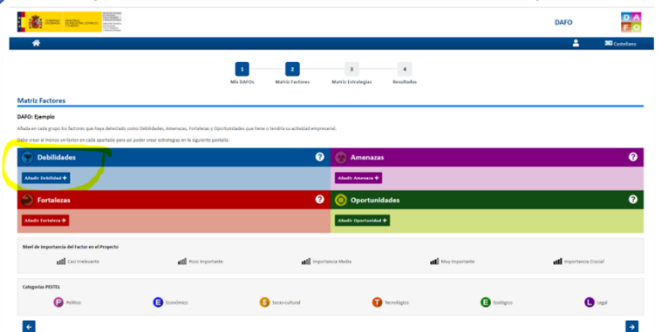 DAFO
D A
F O
Castellano
1 2 3 4
Mis DAFOs Matriz Factores Matriz Estrategias Resultados
Matriz Factores
DAFO: Ejemplo
Añada en cada grupo los factores que haya detectado como Debilidades, Amenazas, Fortalezas y Oportunidades que tiene o tendría su actividad empresarial.
Debe crear al menos un factor en cada apartado para así poder crear estrategias en la siguiente pantalla.
Debilidades ? Amenazas ?
Añadir Debilidad + Añadir Amenaza +
Fortalezas ? Oportunidades ?
Añadir Fortaleza + Añadir Oportunidad +
Nivel de Importancia del Factor en el Proyecto
Casi Irrelevante Poco Importante Importancia Media Muy Importante Importancia Crucial
Categorías PESTEL
P Político E Económico S Socio-cultural T Tecnológico E Ecológico L Legal